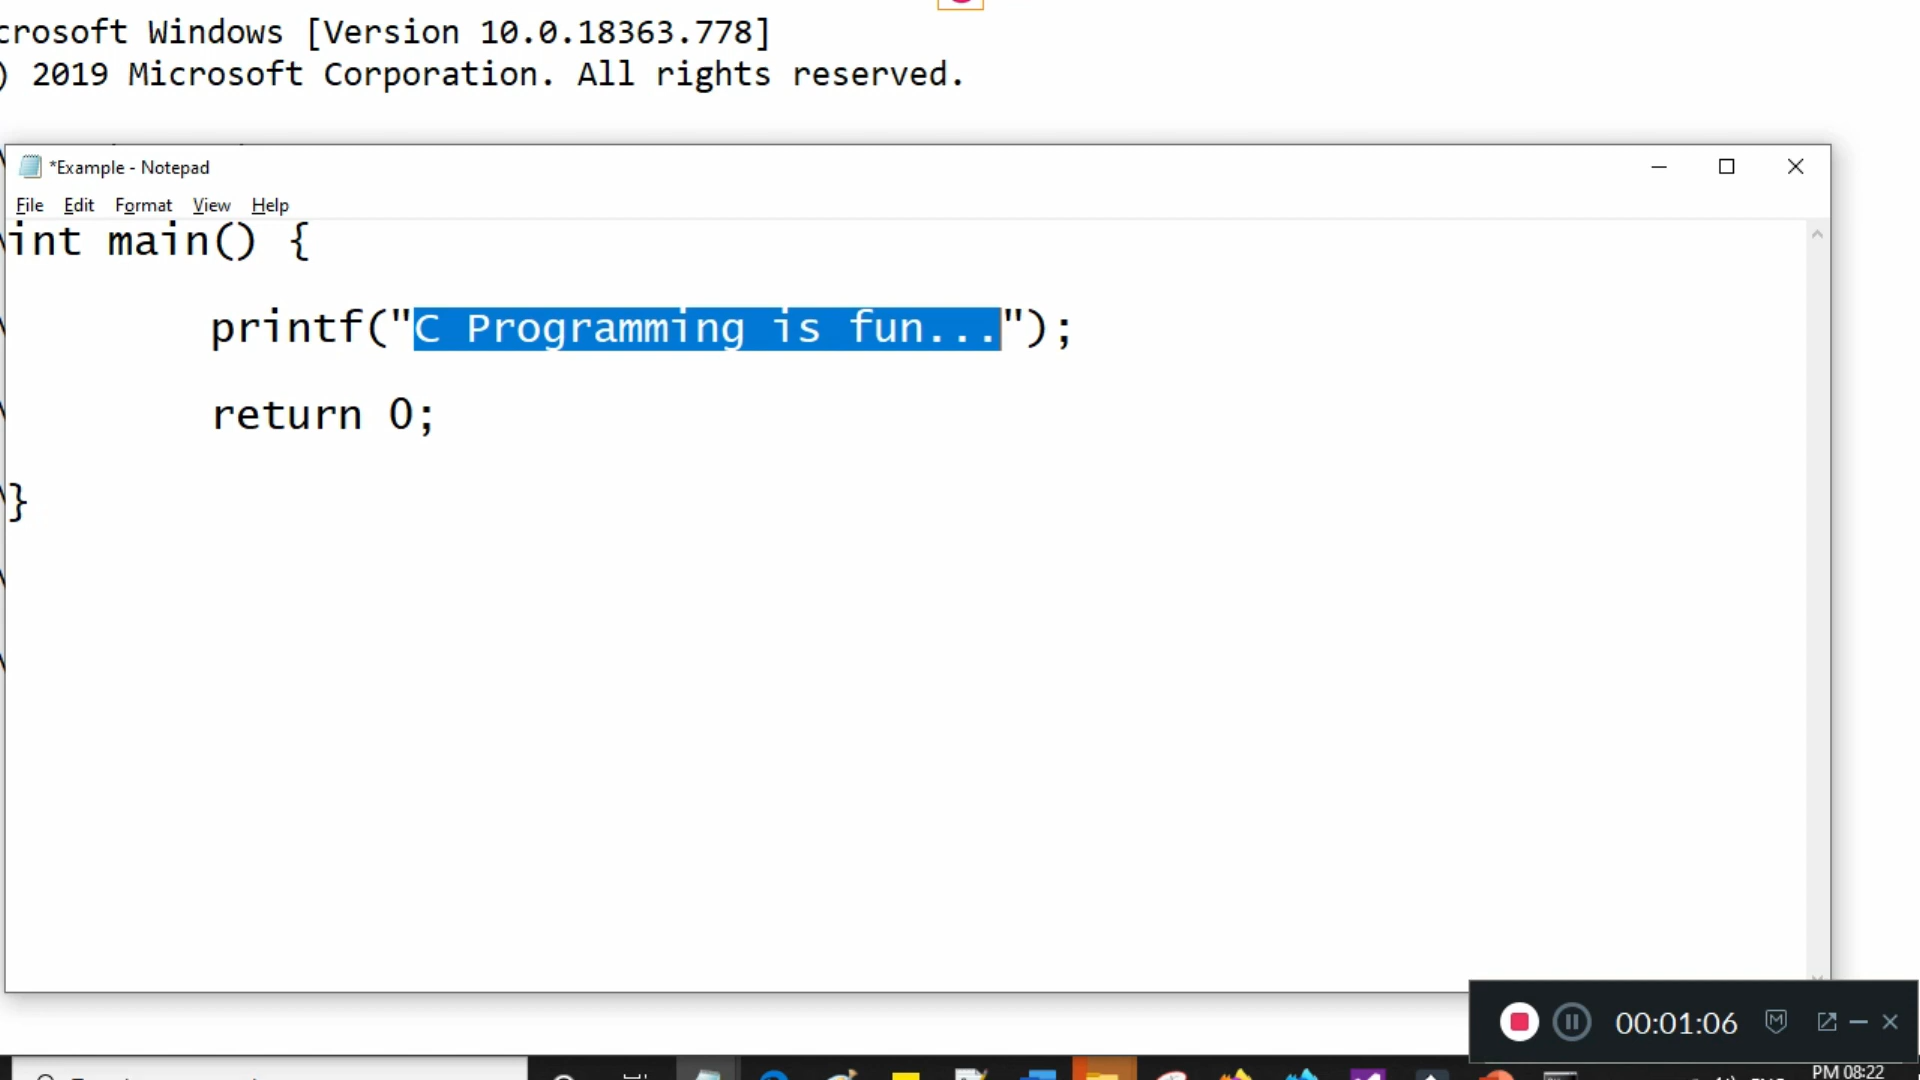 crosoft Windows [Version 10.0.18363.778]
) 2019 Microsoft Corporation. All rights reserved.
*Example - Notepad
File Edit Format View Help
int main() {
printf("C Programming is fun...");
return 0;
}
00:01:06
PM 08:22